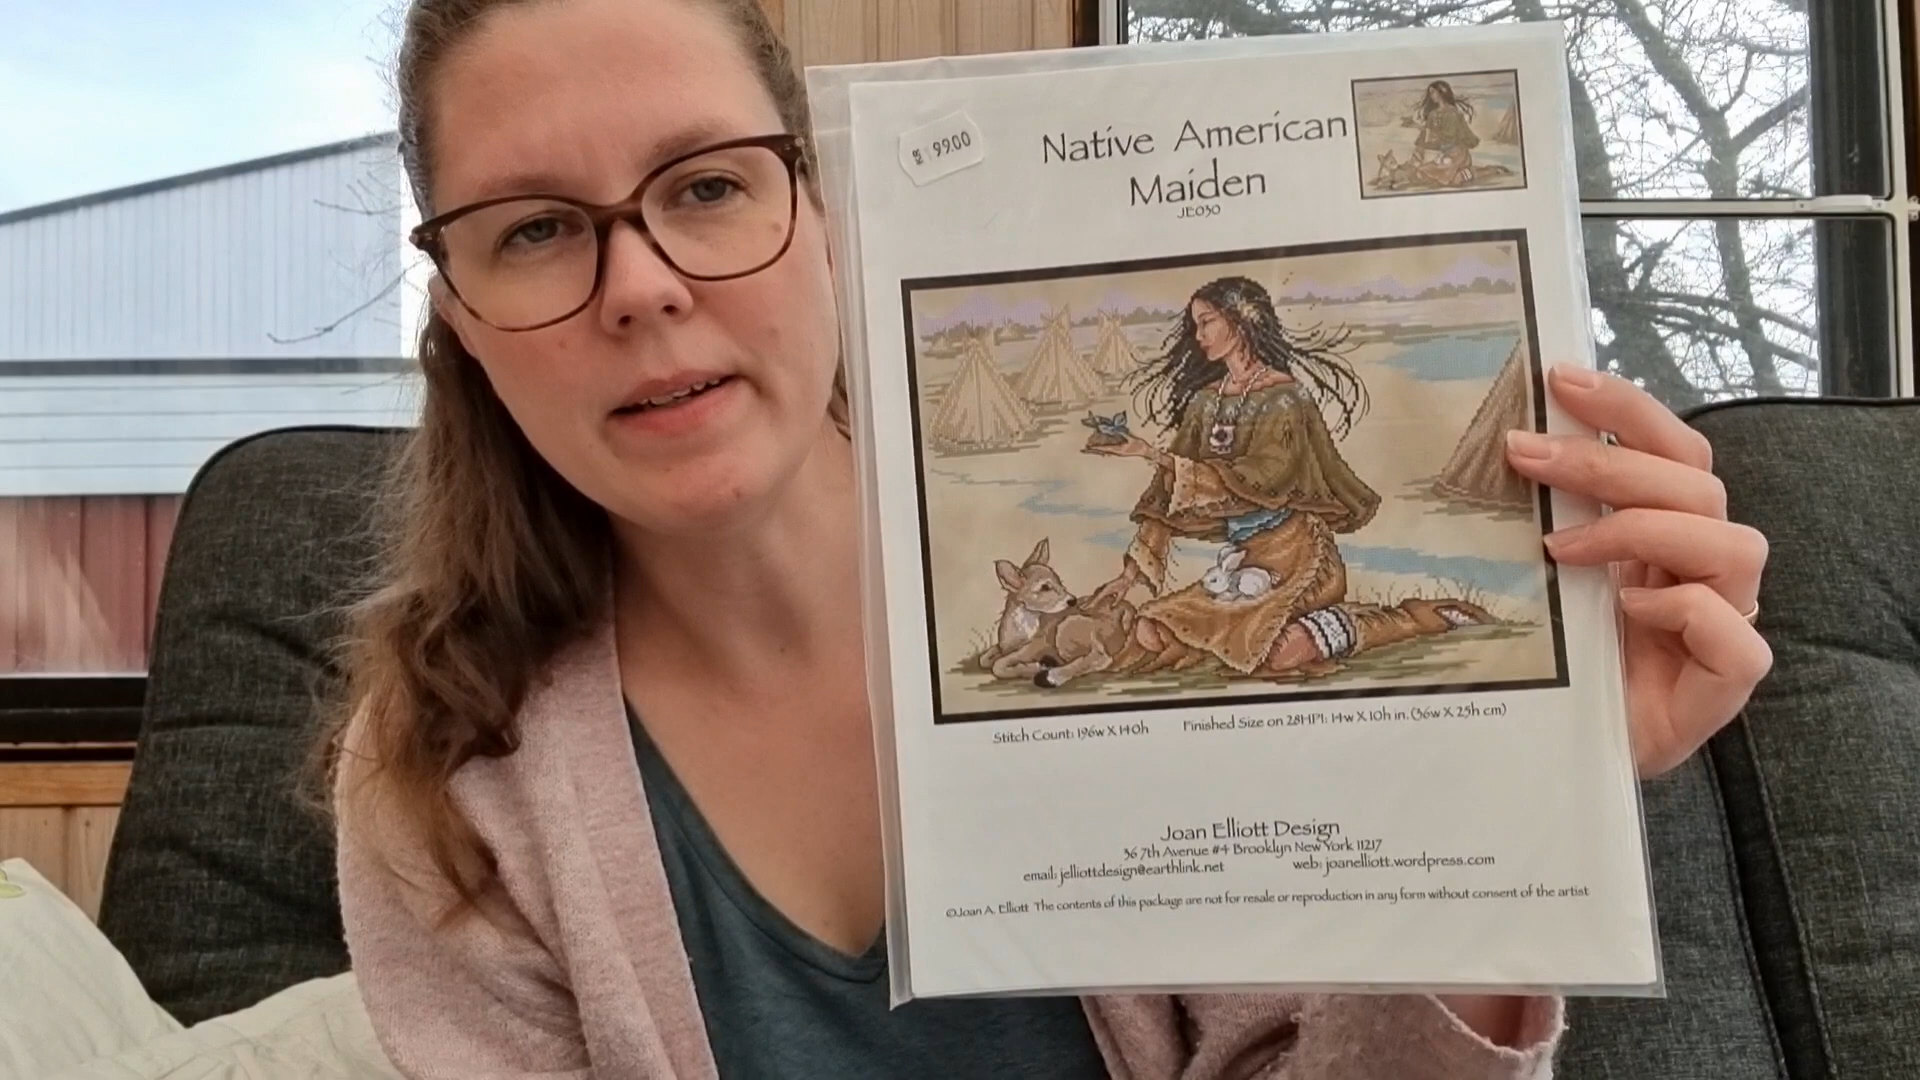 99.00
Native American
Maiden
JE030
Stitch Count: 196w X 140h Finished Size on 28HPI: 14w X 10h in. (36w X 25h cm)
Joan Elliott Design
36 7th Avenue #4 Brooklyn New York 11217
email: jelliottdesign@earthlink.net web: joanelliott.wordpress.com
©Joan A. Elliott The contents of this package are not for resale or reproduction in any form without consent of the artist